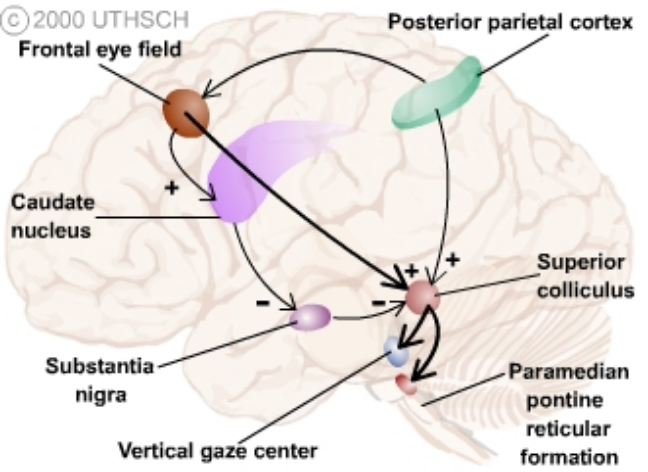 © 2000 UTHSCH
Frontal eye field
Posterior parietal cortex
+
Caudate
nucleus
+
+
Superior
colliculus
-
-
Substantia
nigra
Paramedian
pontine
reticular
formation
Vertical gaze center